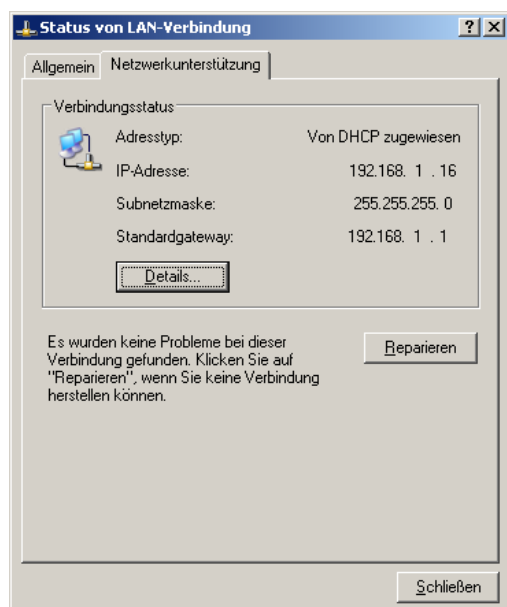 Status von LAN-Verbindung
Allgemein Netzwerkunterstützung
Verbindungsstatus
Adresstyp: Von DHCP zugewiesen
IP-Adresse: 192.168. 1 . 16
Subnetzmaske: 255.255.255. 0
Standardgateway: 192.168. 1 . 1
Details...
Es wurden keine Probleme bei dieser
Verbindung gefunden. Klicken Sie auf
"Reparieren", wenn Sie keine Verbindung
herstellen können.
Reparieren
Schließen